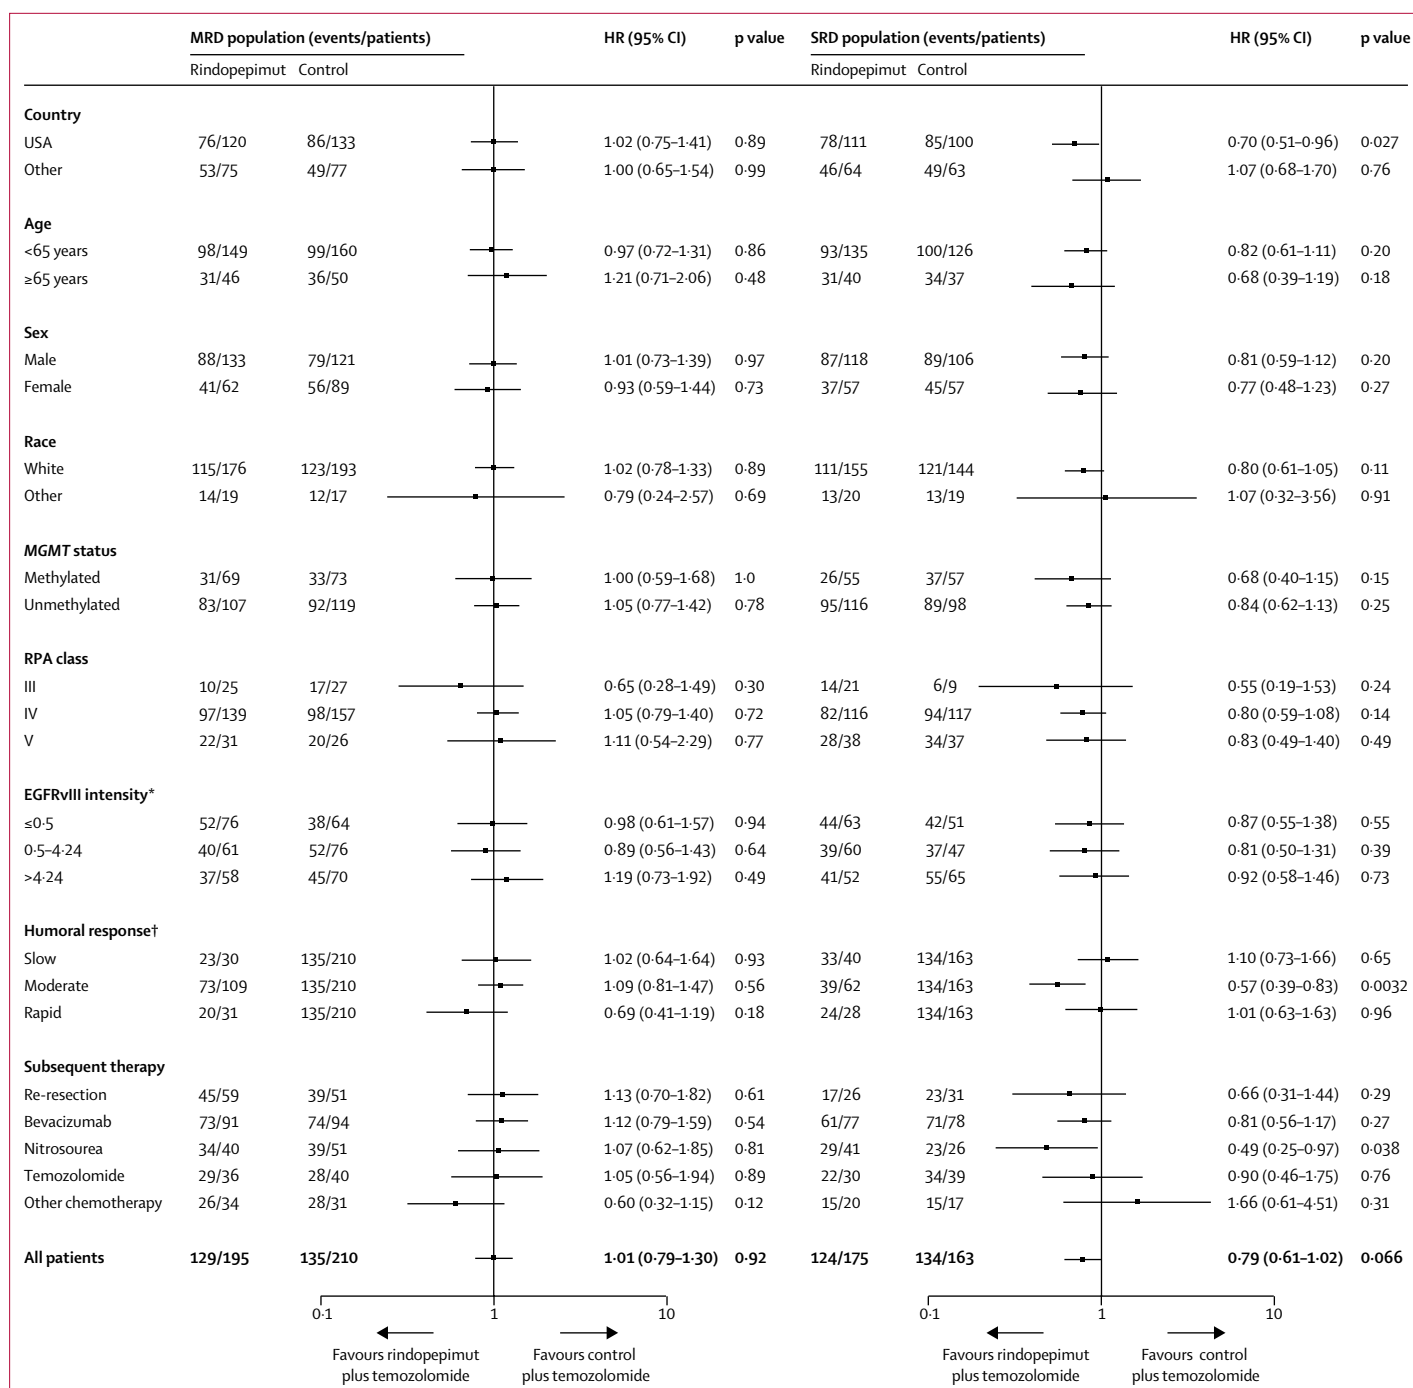 MRD population (events/patients) HR (95% CI) p value SRD population (events/patients) HR (95% CI) p value
Rindopepimut Control Rindopepimut Control
Country
USA 76/120 86/133 1·02 (0·75–1·41) 0·89 78/111 85/100 0·70 (0·51–0·96) 0·027
Other 53/75 49/77 1·00 (0·65–1·54) 0·99 46/64 49/63 1·07 (0·68–1·70) 0·76
Age
<65 years 98/149 99/160 0·97 (0·72–1·31) 0·86 93/135 100/126 0·82 (0·61–1·11) 0·20
≥65 years 31/46 36/50 1·21 (0·71–2·06) 0·48 31/40 34/37 0·68 (0·39–1·19) 0·18
Sex
Male 88/133 79/121 1·01 (0·73–1·39) 0·97 87/118 89/106 0·81 (0·59–1·12) 0·20
Female 41/62 56/89 0·93 (0·59–1·44) 0·73 37/57 45/57 0·77 (0·48–1·23) 0·27
Race
White 115/176 123/193 1·02 (0·78–1·33) 0·89 111/155 121/144 0·80 (0·61–1·05) 0·11
Other 14/19 12/17 0·79 (0·24–2·57) 0·69 13/20 13/19 1·07 (0·32–3·56) 0·91
MGMT status
Methylated 31/69 33/73 1·00 (0·59–1·68) 1·0 26/55 37/57 0·68 (0·40–1·15) 0·15
Unmethylated 83/107 92/119 1·05 (0·77–1·42) 0·78 95/116 89/98 0·84 (0·62–1·13) 0·25
RPA class
III 10/25 17/27 0·65 (0·28–1·49) 0·30 14/21 6/9 0·55 (0·19–1·53) 0·24
IV 97/139 98/157 1·05 (0·79–1·40) 0·72 82/116 94/117 0·80 (0·59–1·08) 0·14
V 22/31 20/26 1·11 (0·54–2·29) 0·77 28/38 34/37 0·83 (0·49–1·40) 0·49
EGFRvIII intensity*
≤0·5 52/76 38/64 0·98 (0·61–1·57) 0·94 44/63 42/51 0·87 (0·55–1·38) 0·55
0·5–4·24 40/61 52/76 0·89 (0·56–1·43) 0·64 39/60 37/47 0·81 (0·50–1·31) 0·39
>4·24 37/58 45/70 1·19 (0·73–1·92) 0·49 41/52 55/65 0·92 (0·58–1·46) 0·73
Humoral response†
Slow 23/30 135/210 1·02 (0·64–1·64) 0·93 33/40 134/163 1·10 (0·73–1·66) 0·65
Moderate 73/109 135/210 1·09 (0·81–1·47) 0·56 39/62 134/163 0·57 (0·39–0·83) 0·0032
Rapid 20/31 135/210 0·69 (0·41–1·19) 0·18 24/28 134/163 1·01 (0·63–1·63) 0·96
Subsequent therapy
Re-resection 45/59 39/51 1·13 (0·70–1·82) 0·61 17/26 23/31 0·66 (0·31–1·44) 0·29
Bevacizumab 73/91 74/94 1·12 (0·79–1·59) 0·54 61/77 71/78 0·81 (0·56–1·17) 0·27
Nitrosourea 34/40 39/51 1·07 (0·62–1·85) 0·81 29/41 23/26 0·49 (0·25–0·97) 0·038
Temozolomide 29/36 28/40 1·05 (0·56–1·94) 0·89 22/30 34/39 0·90 (0·46–1·75) 0·76
Other chemotherapy 26/34 28/31 0·60 (0·32–1·15) 0·12 15/20 15/17 1·66 (0·61–4·51) 0·31
All patients 129/195 135/210 1·01 (0·79–1·30) 0·92 124/175 134/163 0·79 (0·61–1·02) 0·066
0·1 1 10 0·1 1 10
Favours rindopepimut Favours control Favours rindopepimut Favours control
plus temozolomide plus temozolomide plus temozolomide plus temozolomide